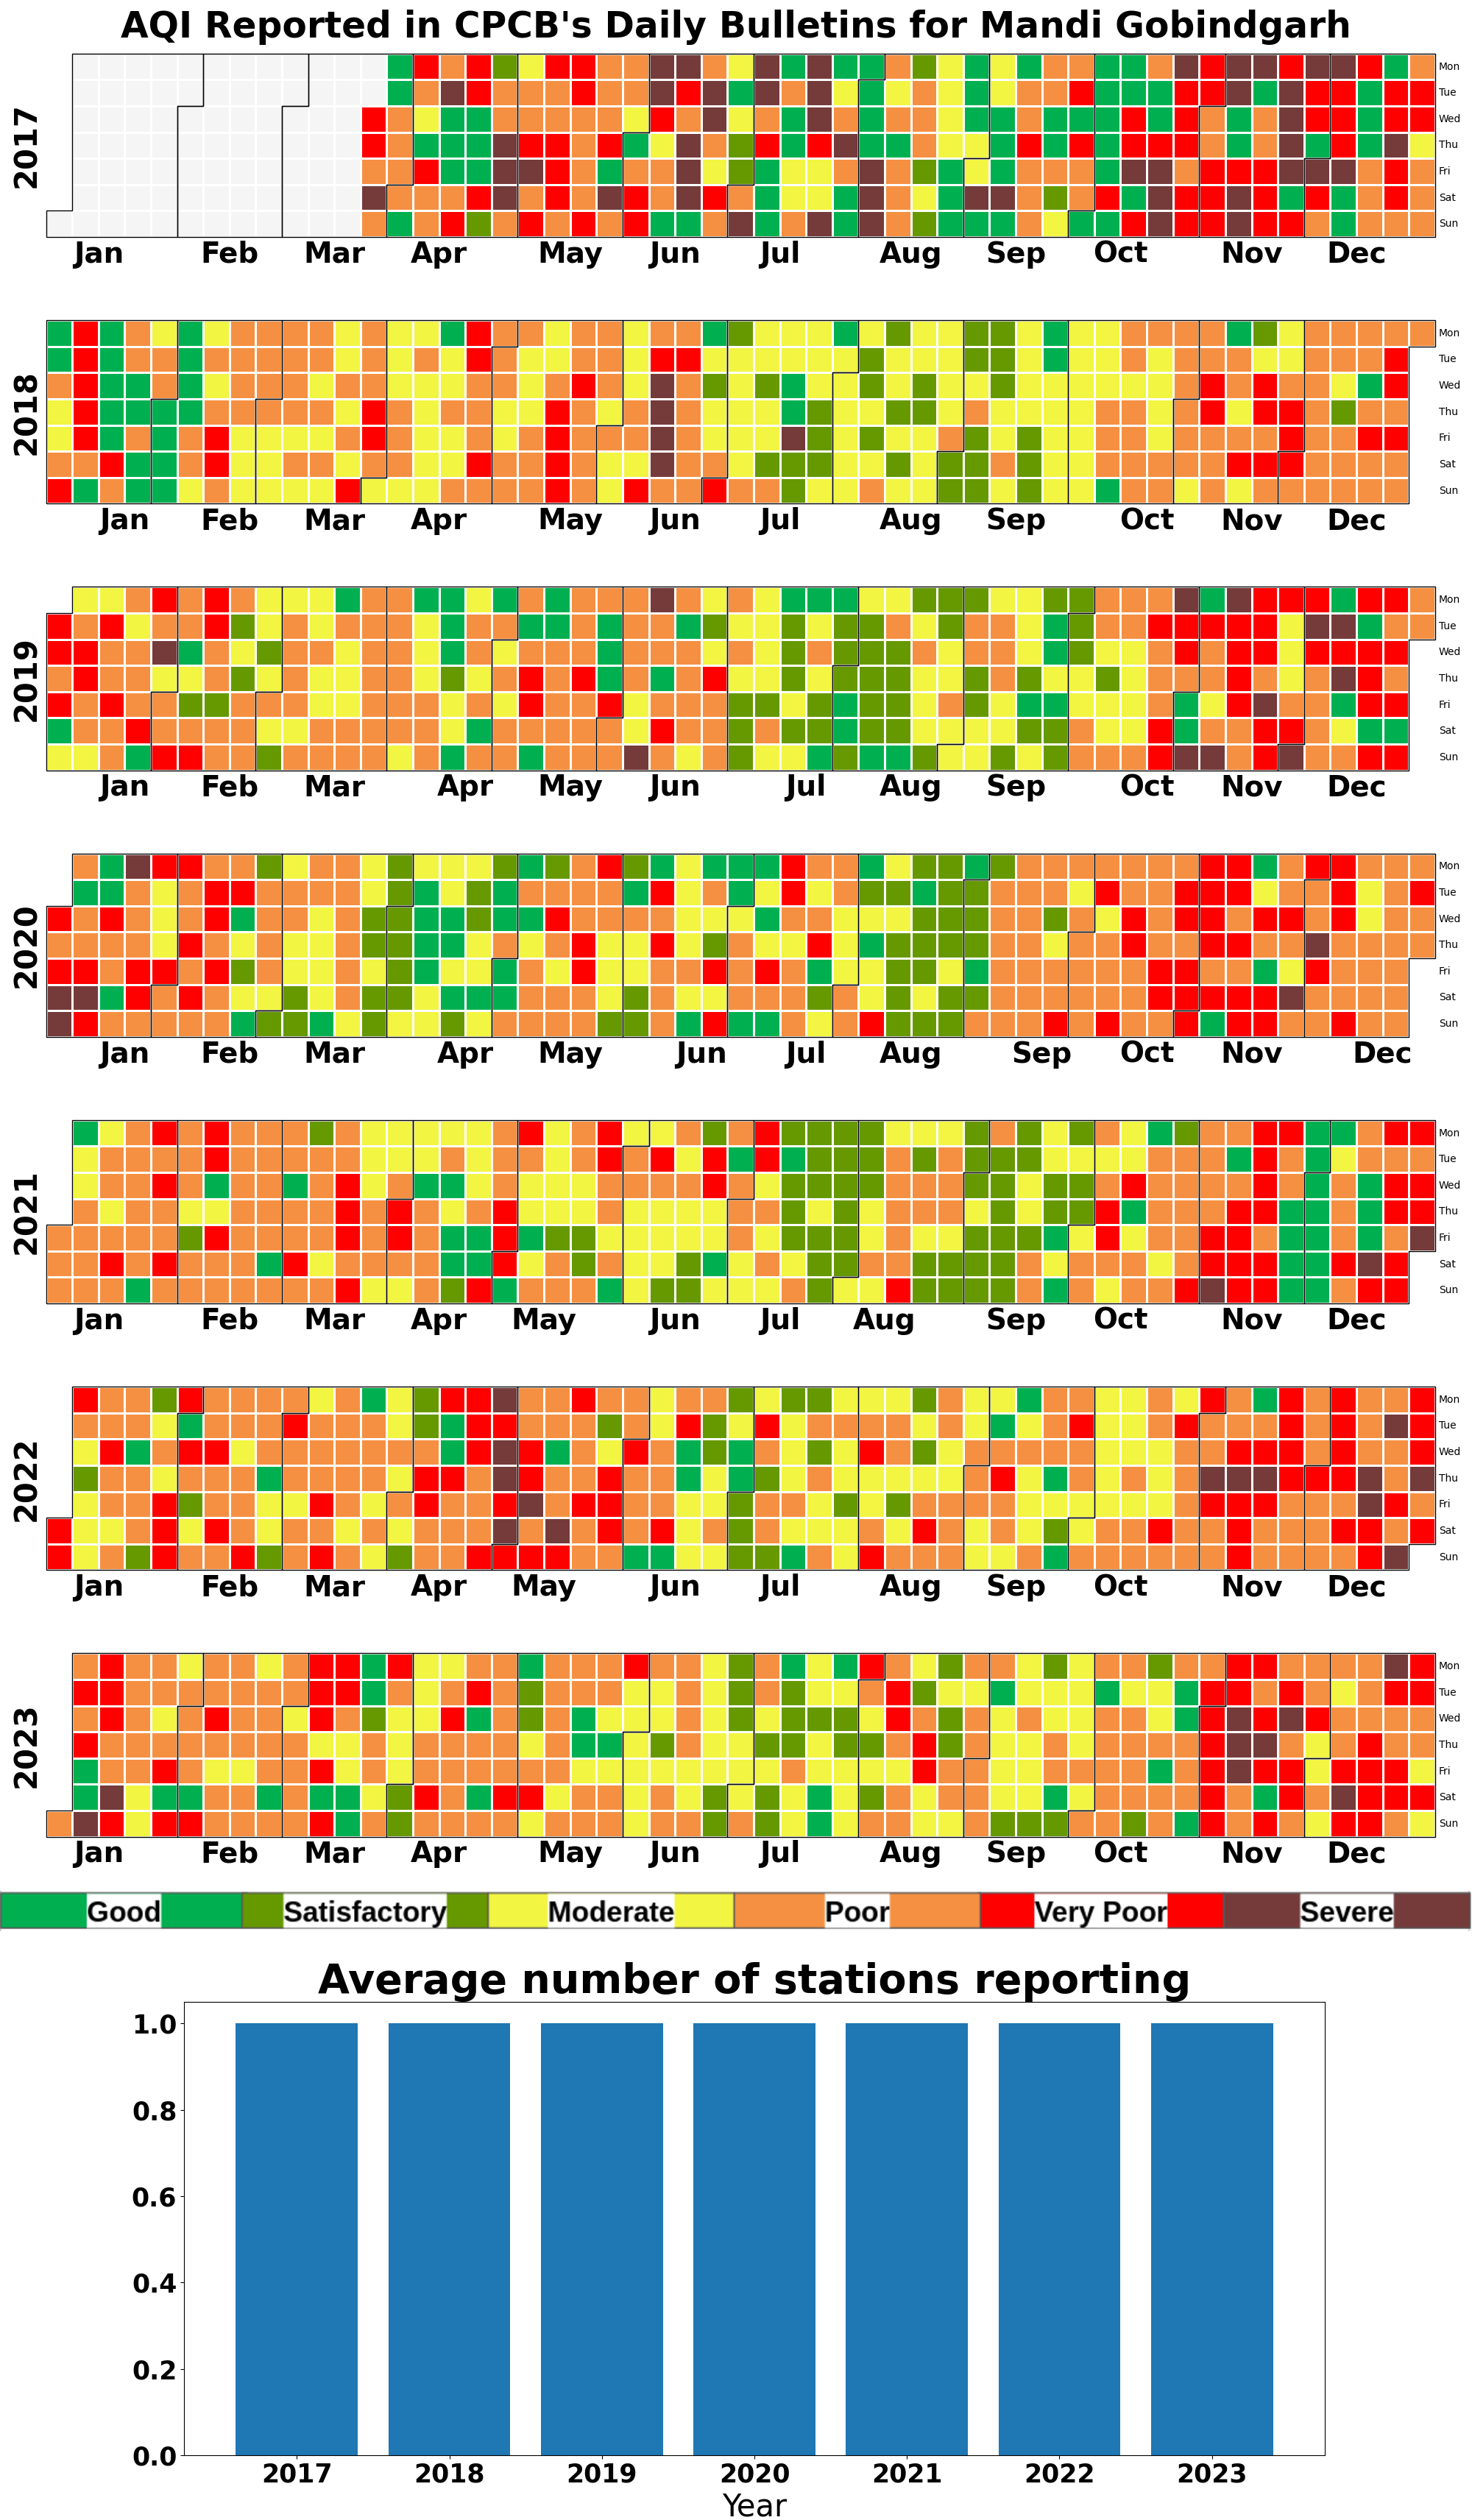 AQI Reported in CPCB's Daily Bulletins for Mandi Gobindgarh
2017
Mon
Tue
Wed
Thu
Fri
Sat
Sun
Jan Feb Mar Apr May Jun Jul Aug Sep Oct Nov Dec
2018
Mon
Tue
Wed
Thu
Fri
Sat
Sun
Jan Feb Mar Apr May Jun Jul Aug Sep Oct Nov Dec
2019
Mon
Tue
Wed
Thu
Fri
Sat
Sun
Jan Feb Mar Apr May Jun Jul Aug Sep Oct Nov Dec
2020
Mon
Tue
Wed
Thu
Fri
Sat
Sun
Jan Feb Mar Apr May Jun Jul Aug Sep Oct Nov Dec
2021
Mon
Tue
Wed
Thu
Fri
Sat
Sun
Jan Feb Mar Apr May Jun Jul Aug Sep Oct Nov Dec
2022
Mon
Tue
Wed
Thu
Fri
Sat
Sun
Jan Feb Mar Apr May Jun Jul Aug Sep Oct Nov Dec
2023
Mon
Tue
Wed
Thu
Fri
Sat
Sun
Jan Feb Mar Apr May Jun Jul Aug Sep Oct Nov Dec
Good Satisfactory Moderate Poor Very Poor Severe
Average number of stations reporting
1.0
0.8
0.6
0.4
0.2
0.0
2017 2018 2019 2020 2021 2022 2023
Year